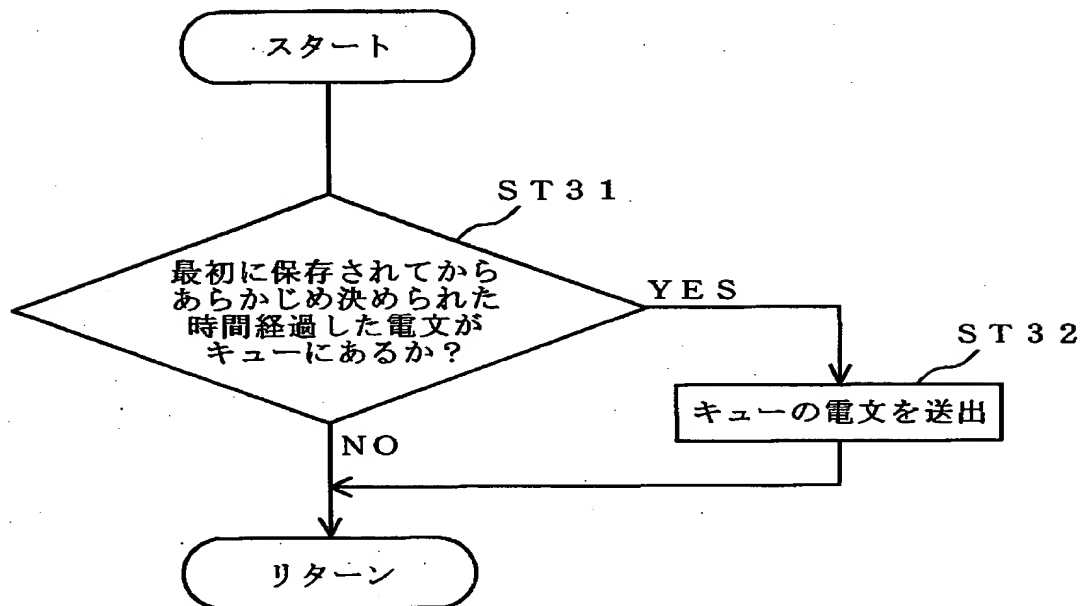 スタート
ST31
最初に保存されてから
あらかじめ決められた
時間経過した電文が
キューにあるか？
YES
ST32
キューの電文を送出
NO
リターン